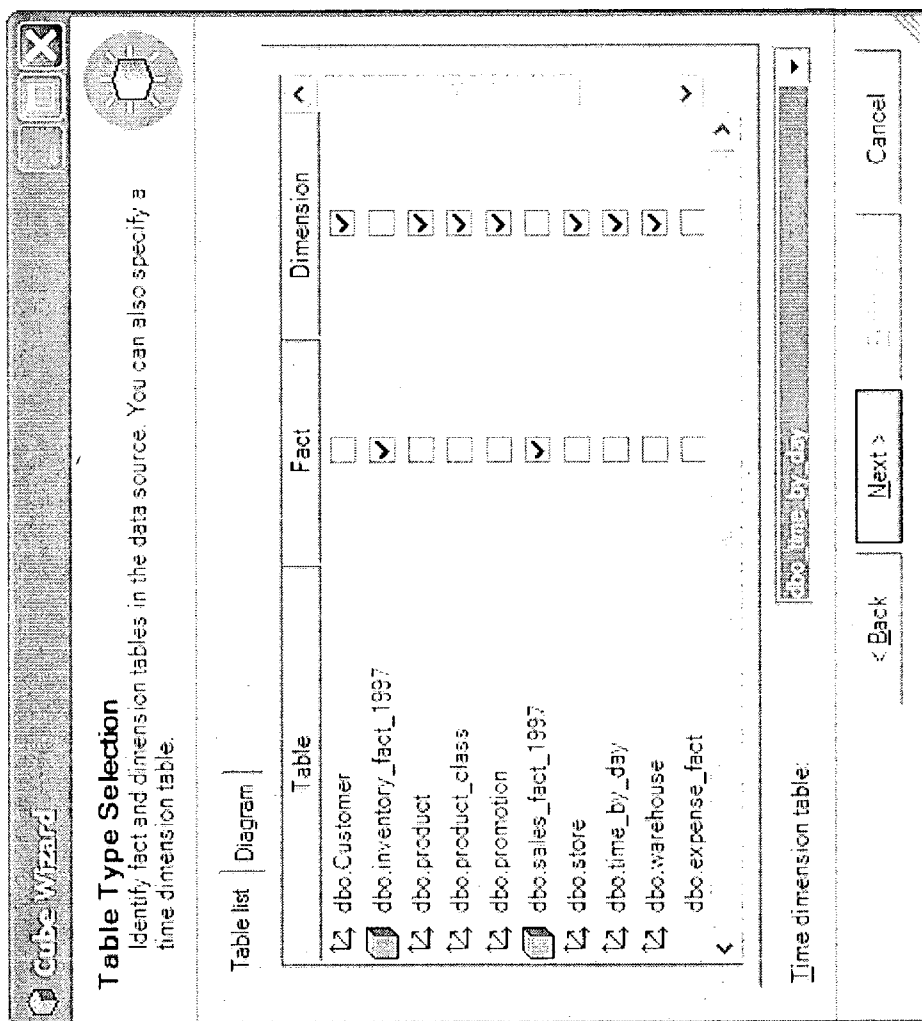 Cube Wizard
Table Type Selection
Identify fact and dimension tables in the data source. You can also specify a
time dimension table.
Table list
Diagram
Table Fact Dimension
dbo.Customer
dbo.inventory_fact_1997
dbo.product
dbo.product_class
dbo.promotion
dbo.sales_fact_1997
dbo.store
dbo.time_by_day
dbo.warehouse
dbo.expense_fact
Time dimension table:
dbo.time_by_day
< Back
Next >
Cancel